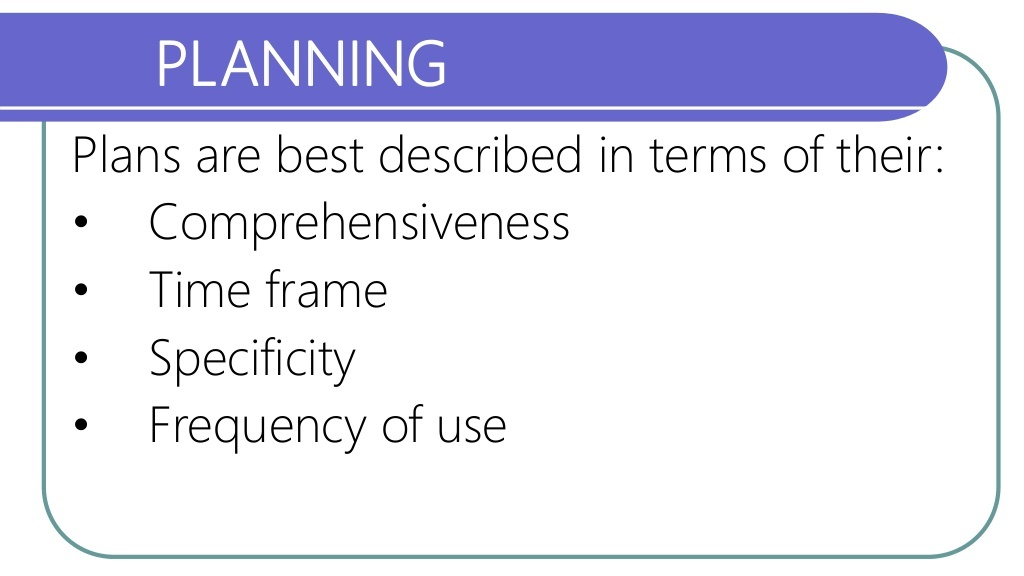 PLANNING
Plans are best described in terms of their:
• Comprehensiveness
• Time frame
• Specificity
• Frequency of use